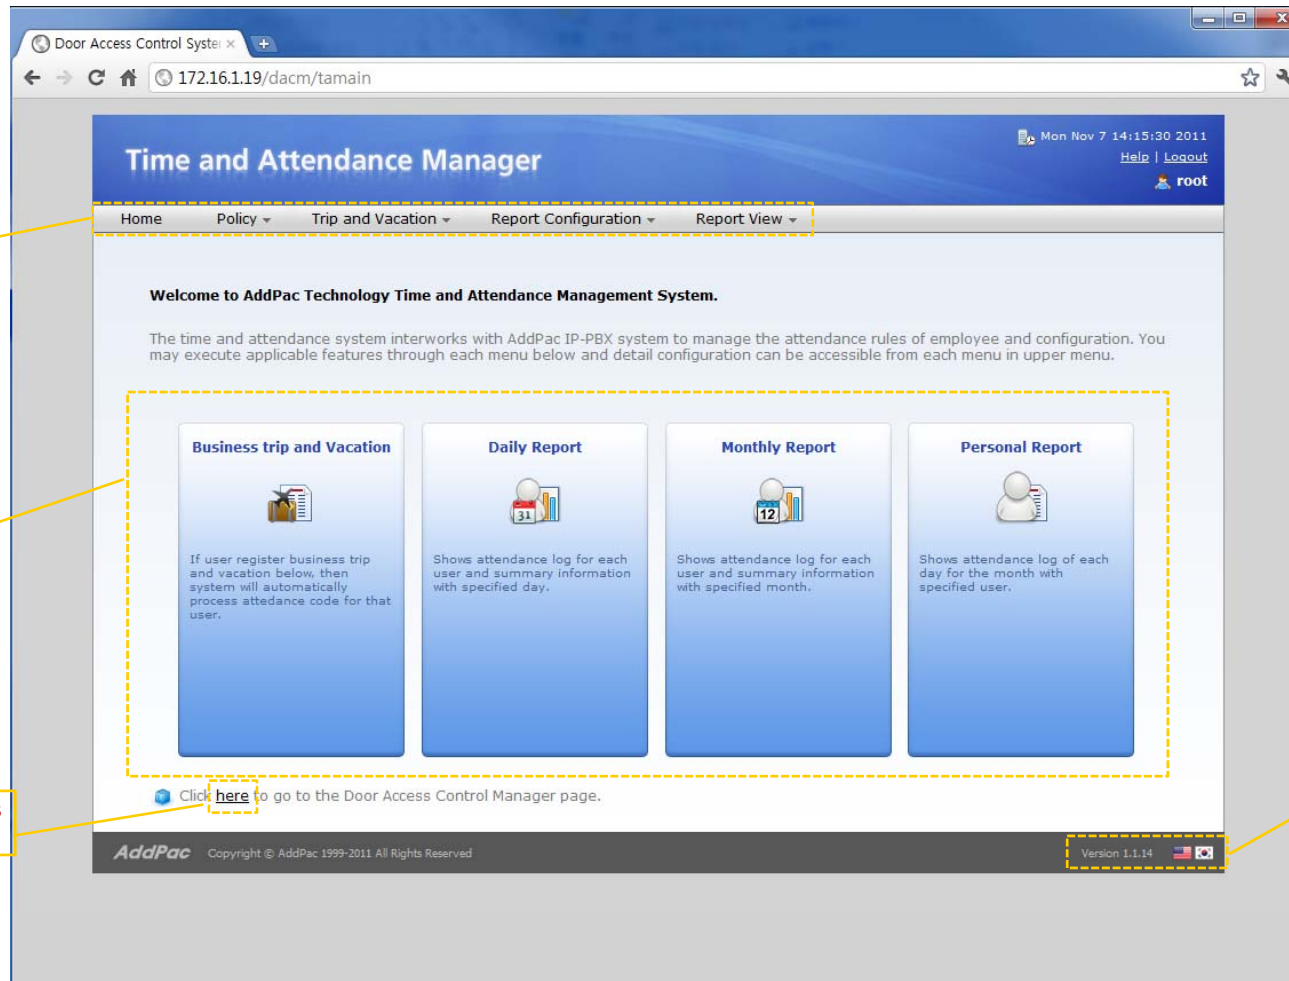 Door Access Control Syste
172.16.1.19/dacm/tamain
Mon Nov 7 14:15:30 2011
Help | Logout
root
Time and Attendance Manager
Home Policy Trip and Vacation Report Configuration Report View
Welcome to AddPac Technology Time and Attendance Management System.
The time and attendance system interworks with AddPac IP-PBX system to manage the attendance rules of employee and configuration. You
may execute applicable features through each menu below and detail configuration can be accessible from each menu in upper menu.
Business trip and Vacation
If user register business trip
and vacation below, then
system will automatically
process attedance code for that
user.
Daily Report
31
Shows attendance log for each
user and summary information
with specified day.
Monthly Report
12
Shows attendance log for each
user and summary information
with specified month.
Personal Report
Shows attendance log of each
day for the month with
specified user.
Click here to go to the Door Access Control Manager page.
AddPac Copyright © AddPac 1999-2011 All Rights Reserved
Version 1.1.14